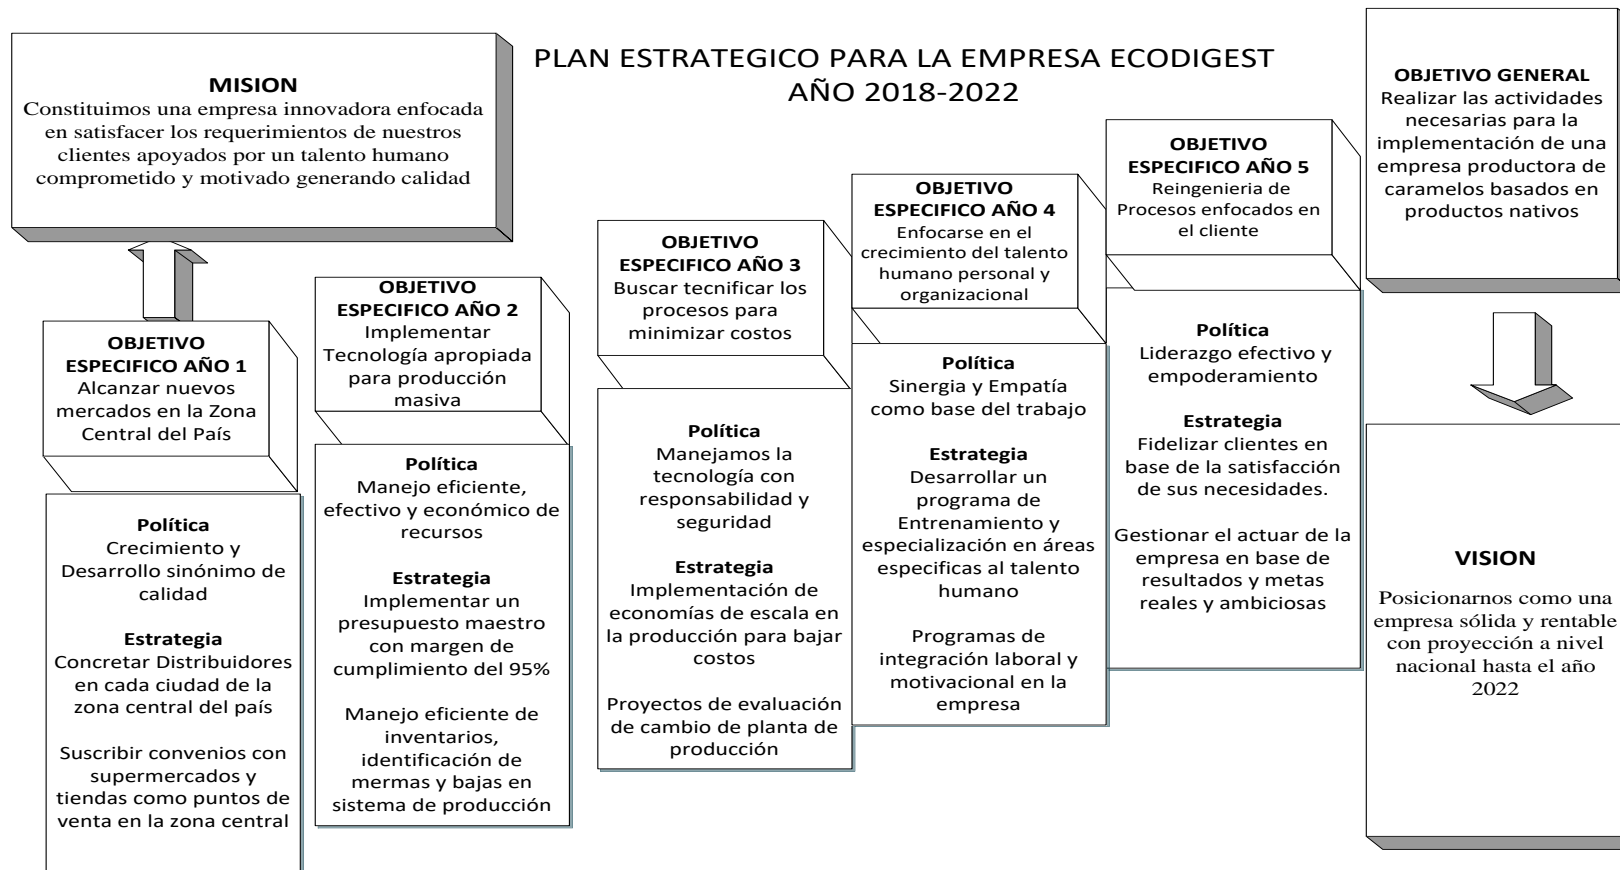 PLAN ESTRATEGICO PARA LA EMPRESA ECODIGEST
AÑO 2018-2022
MISION
Constituimos una empresa innovadora enfocada
en satisfacer los requerimientos de nuestros
clientes apoyados por un talento humano
comprometido y motivado generando calidad
OBJETIVO
ESPECIFICO AÑO 1
Alcanzar nuevos
mercados en la Zona
Central del País
Política
Crecimiento y
Desarrollo sinónimo de
calidad
Estrategia
Concretar Distribuidores
en cada ciudad de la
zona central del país
Suscribir convenios con
supermercados y
tiendas como puntos de
venta en la zona central
OBJETIVO
ESPECIFICO AÑO 2
Implementar
Tecnología apropiada
para producción
masiva
Política
Manejo eficiente,
efectivo y económico de
recursos
Estrategia
Implementar un
presupuesto maestro
con margen de
cumplimiento del 95%
Manejo eficiente de
inventarios,
identificación de
mermas y bajas en
sistema de producción
OBJETIVO
ESPECIFICO AÑO 3
Buscar tecnificar los
procesos para
minimizar costos
Política
Manejamos la
tecnología con
responsabilidad y
seguridad
Estrategia
Implementación de
economías de escala en
la producción para bajar
costos
Proyectos de evaluación
de cambio de planta de
producción
OBJETIVO
ESPECIFICO AÑO 4
Enfocarse en el
crecimiento del talento
humano personal y
organizacional
Política
Sinergia y Empatía
como base del trabajo
Estrategia
Desarrollar un
programa de
Entrenamiento y
especialización en áreas
especificas al talento
humano
Programas de
integración laboral y
motivacional en la
empresa
OBJETIVO
ESPECIFICO AÑO 5
Reingenieria de
Procesos enfocados en
el cliente
Política
Liderazgo efectivo y
empoderamiento
Estrategia
Fidelizar clientes en
base de la satisfacción
de sus necesidades.
Gestionar el actuar de la
empresa en base de
resultados y metas
reales y ambiciosas
OBJETIVO GENERAL
Realizar las actividades
necesarias para la
implementación de una
empresa productora de
caramelos basados en
productos nativos
VISION
Posicionarnos como una
empresa sólida y rentable
con proyección a nivel
nacional hasta el año
2022